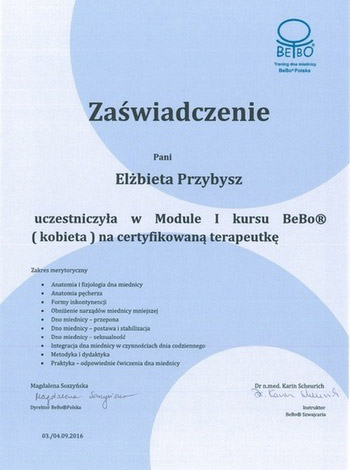 BEBO®
Trening dna miednicy
BeBo® Polska
Zaświadczenie
Pani
Elżbieta Przybysz
uczestniczyła w Module I kursu BeBo®
( kobieta ) na certyfikowaną terapeutkę
Zakres merytoryczny
• Anatomia i fizjologia dna miednicy
• Anatomia pęcherza
• Formy inkontynencji
• Obniżenie narządów miednicy mniejszej
• Dno miednicy – przepona
• Dno miednicy – postawa i stabilizacja
• Dno miednicy – seksualność
• Integracja dna miednicy w czynnościach dnia codziennego
• Metodyka i dydaktyka
• Praktyka – odpowiednie ćwiczenia dna miednicy
Magdalena Suszyńska
Dr n.med. Karin Scheurich
Dyrektor BeBo®Polska
Instruktor
BeBo® Szwajcaria
03./04.09.2016